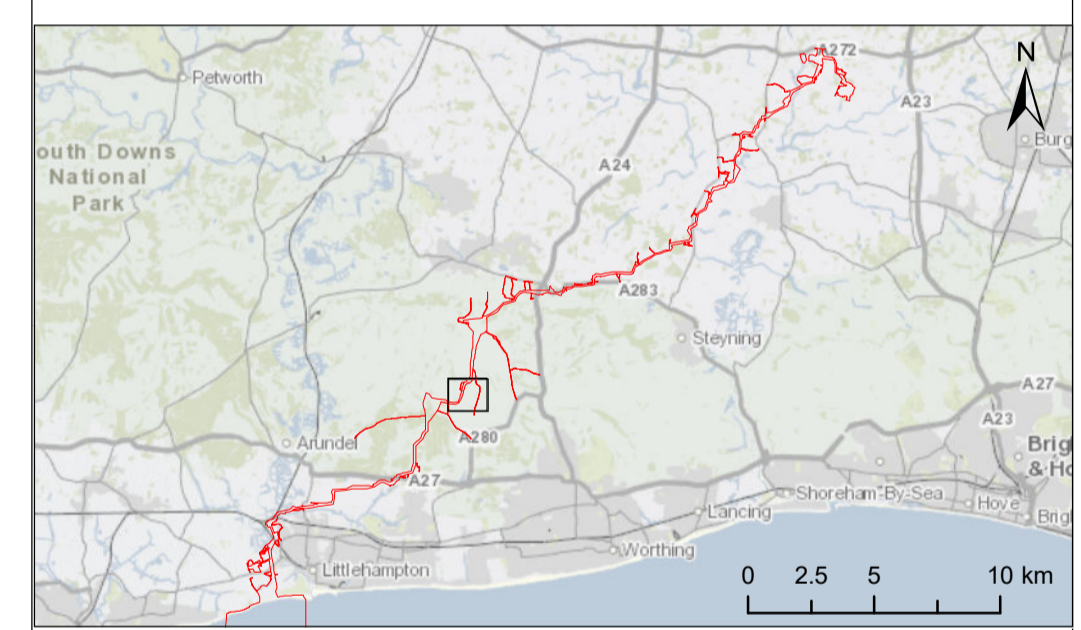 A272
N
Petworth
A23
Burg
outh Downs
National
Park
A24
A283
Steyning
A27
A23
Arundel
A280
Brig
& Ho
A27
Shoreham-By-Sea
Hove
Lancing
Brigl
Worthing
Littlehampton
0 2.5 5 10 km